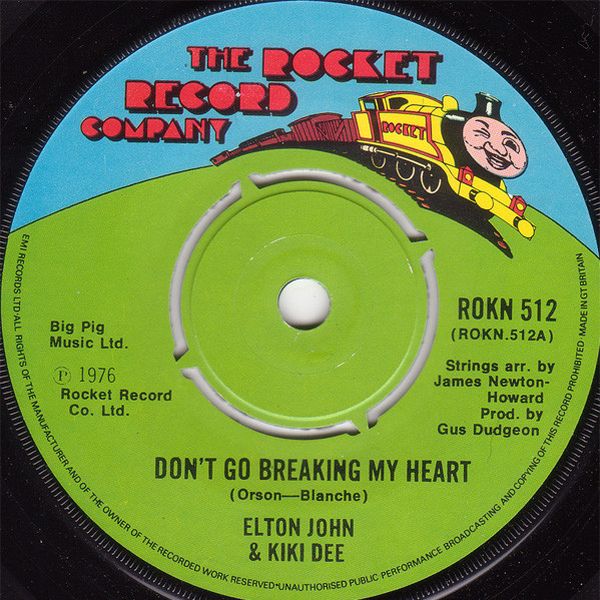 THE ROCKET
RECORD
COMPANY
ROCKET
ROKN 512
(ROKN.512A)
Big Pig
Music Ltd.
℗ 1976
Rocket Record
Co. Ltd.
Strings arr. by
James Newton-
Howard
Prod. by
Gus Dudgeon
DON'T GO BREAKING MY HEART
(Orson—Blanche)
ELTON JOHN
& KIKI DEE
EMI RECORDS LTD·ALL RIGHTS OF THE MANUFACTURER AND OF THE OWNER OF THE RECORDED WORK RESERVED·UNAUTHORISED PUBLIC PERFORMANCE BROADCASTING AND COPYING OF THIS RECORD PROHIBITED MADE IN GT BRITAIN